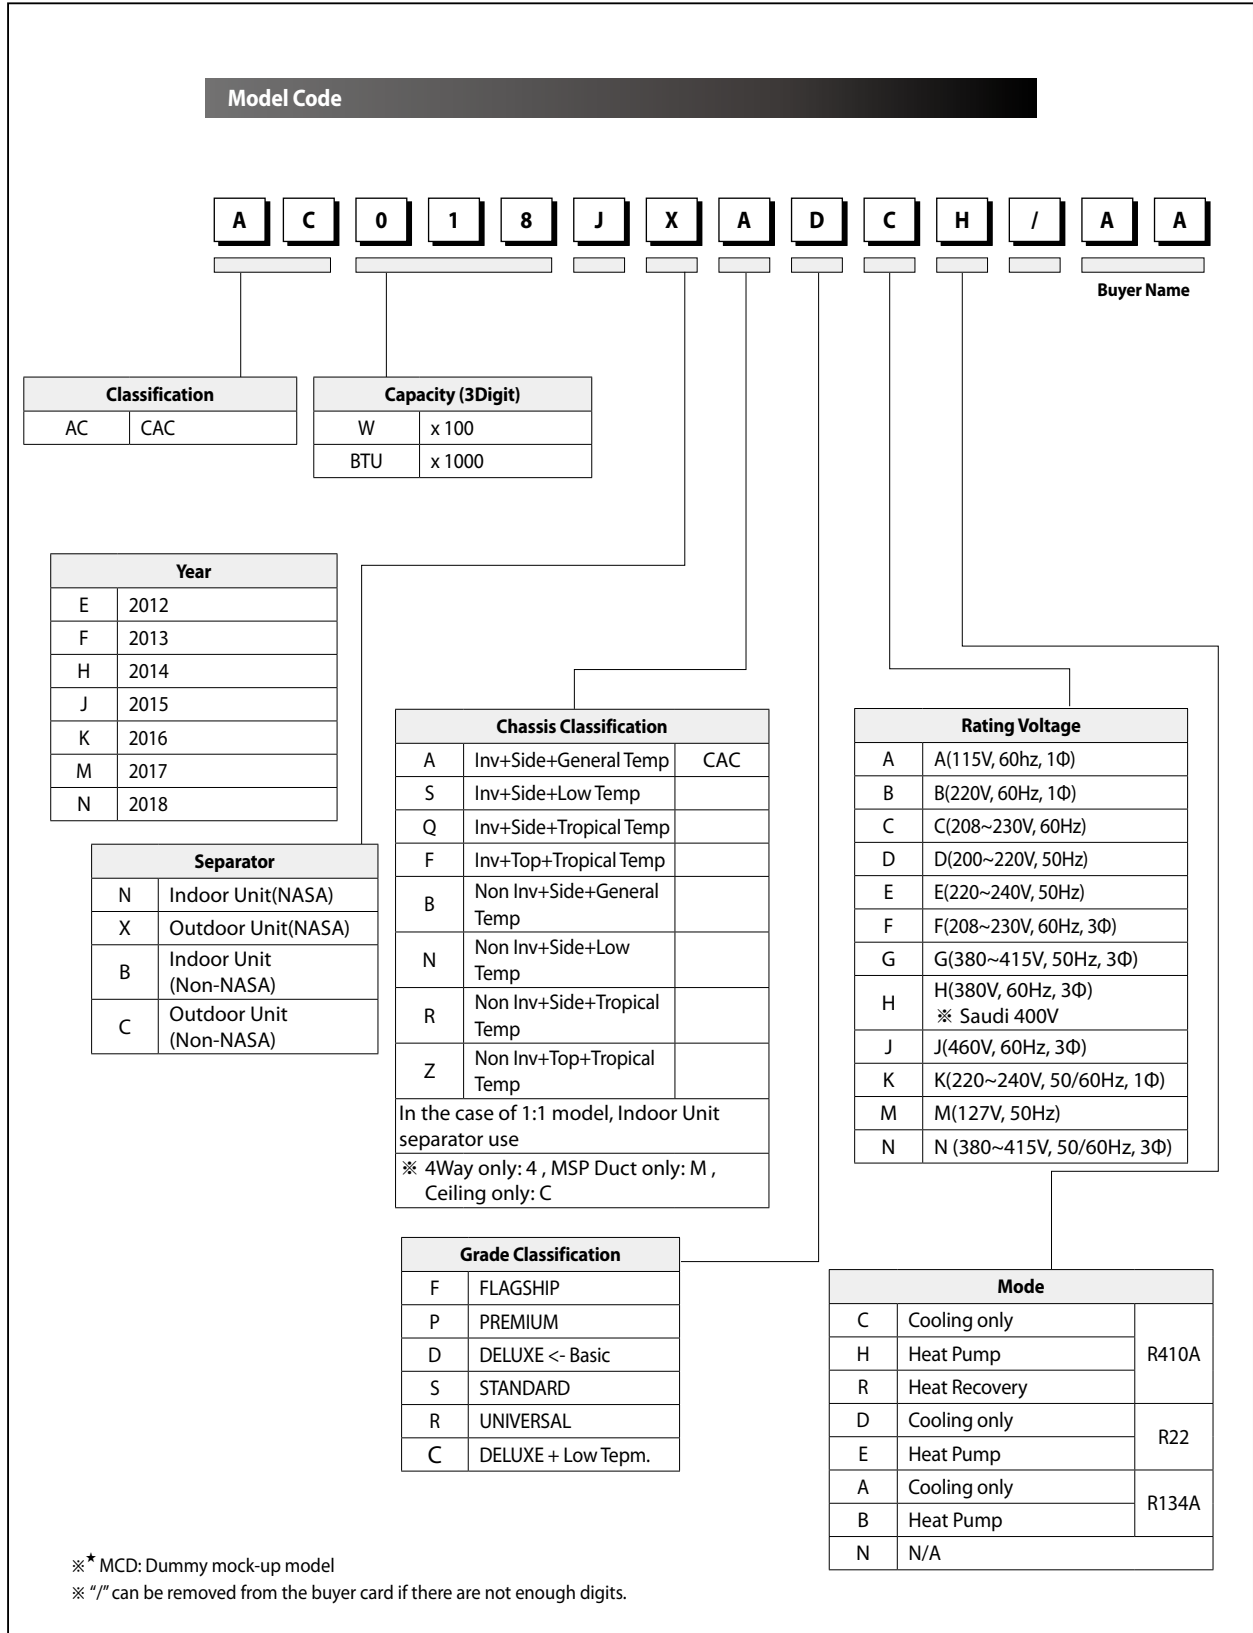 Model Code
A C 0 1 8 J X A D C H / A A
Buyer Name
Classification
AC CAC
Capacity (3Digit)
W x 100
BTU x 1000
Year
E 2012
F 2013
H 2014
J 2015
K 2016
M 2017
N 2018
Separator
N Indoor Unit(NASA)
X Outdoor Unit(NASA)
B Indoor Unit
(Non-NASA)
C Outdoor Unit
(Non-NASA)
Chassis Classification
A Inv+Side+General Temp CAC
S Inv+Side+Low Temp
Q Inv+Side+Tropical Temp
F Inv+Top+Tropical Temp
B Non Inv+Side+General
Temp
N Non Inv+Side+Low
Temp
R Non Inv+Side+Tropical
Temp
Z Non Inv+Top+Tropical
Temp
In the case of 1:1 model, Indoor Unit
separator use
※ 4Way only: 4 , MSP Duct only: M ,
Ceiling only: C
Rating Voltage
A A(115V, 60hz, 1Φ)
B B(220V, 60Hz, 1Φ)
C C(208~230V, 60Hz)
D D(200~220V, 50Hz)
E E(220~240V, 50Hz)
F F(208~230V, 60Hz, 3Φ)
G G(380~415V, 50Hz, 3Φ)
H H(380V, 60Hz, 3Φ)
※ Saudi 400V
J J(460V, 60Hz, 3Φ)
K K(220~240V, 50/60Hz, 1Φ)
M M(127V, 50Hz)
N N (380~415V, 50/60Hz, 3Φ)
Grade Classification
F FLAGSHIP
P PREMIUM
D DELUXE <- Basic
S STANDARD
R UNIVERSAL
C DELUXE + Low Tepm.
Mode
C Cooling only
H Heat Pump R410A
R Heat Recovery
D Cooling only R22
E Heat Pump
A Cooling only R134A
B Heat Pump
N N/A
※★ MCD: Dummy mock-up model
※ “/” can be removed from the buyer card if there are not enough digits.